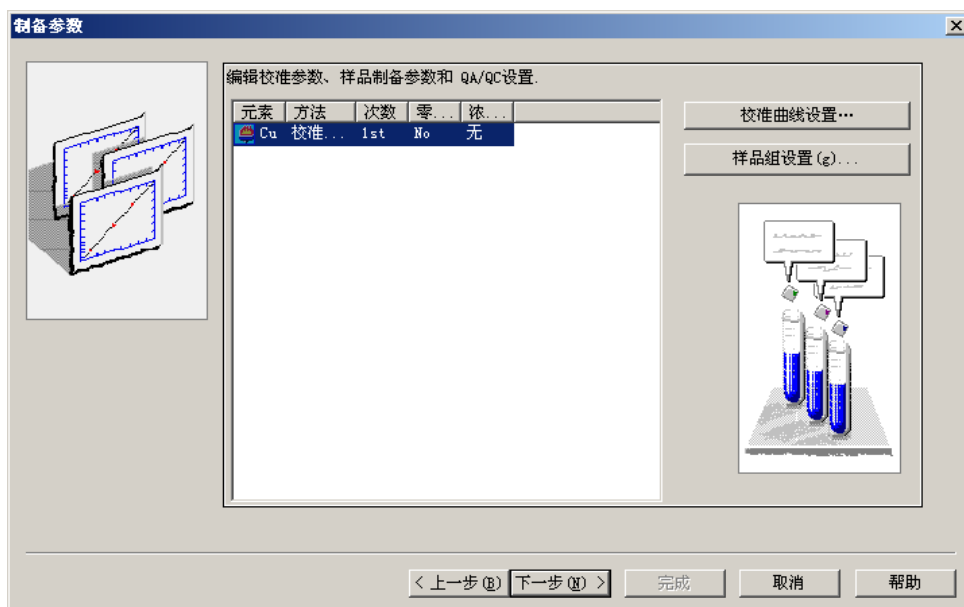 制备参数
编辑校准参数、样品制备参数和 QA/QC设置.
元素 方法 次数 零... 浓...
Cu 校准... 1st No 无
校准曲线设置…
样品组设置(g)...
< 上一步(B) 下一步(N) > 完成 取消 帮助